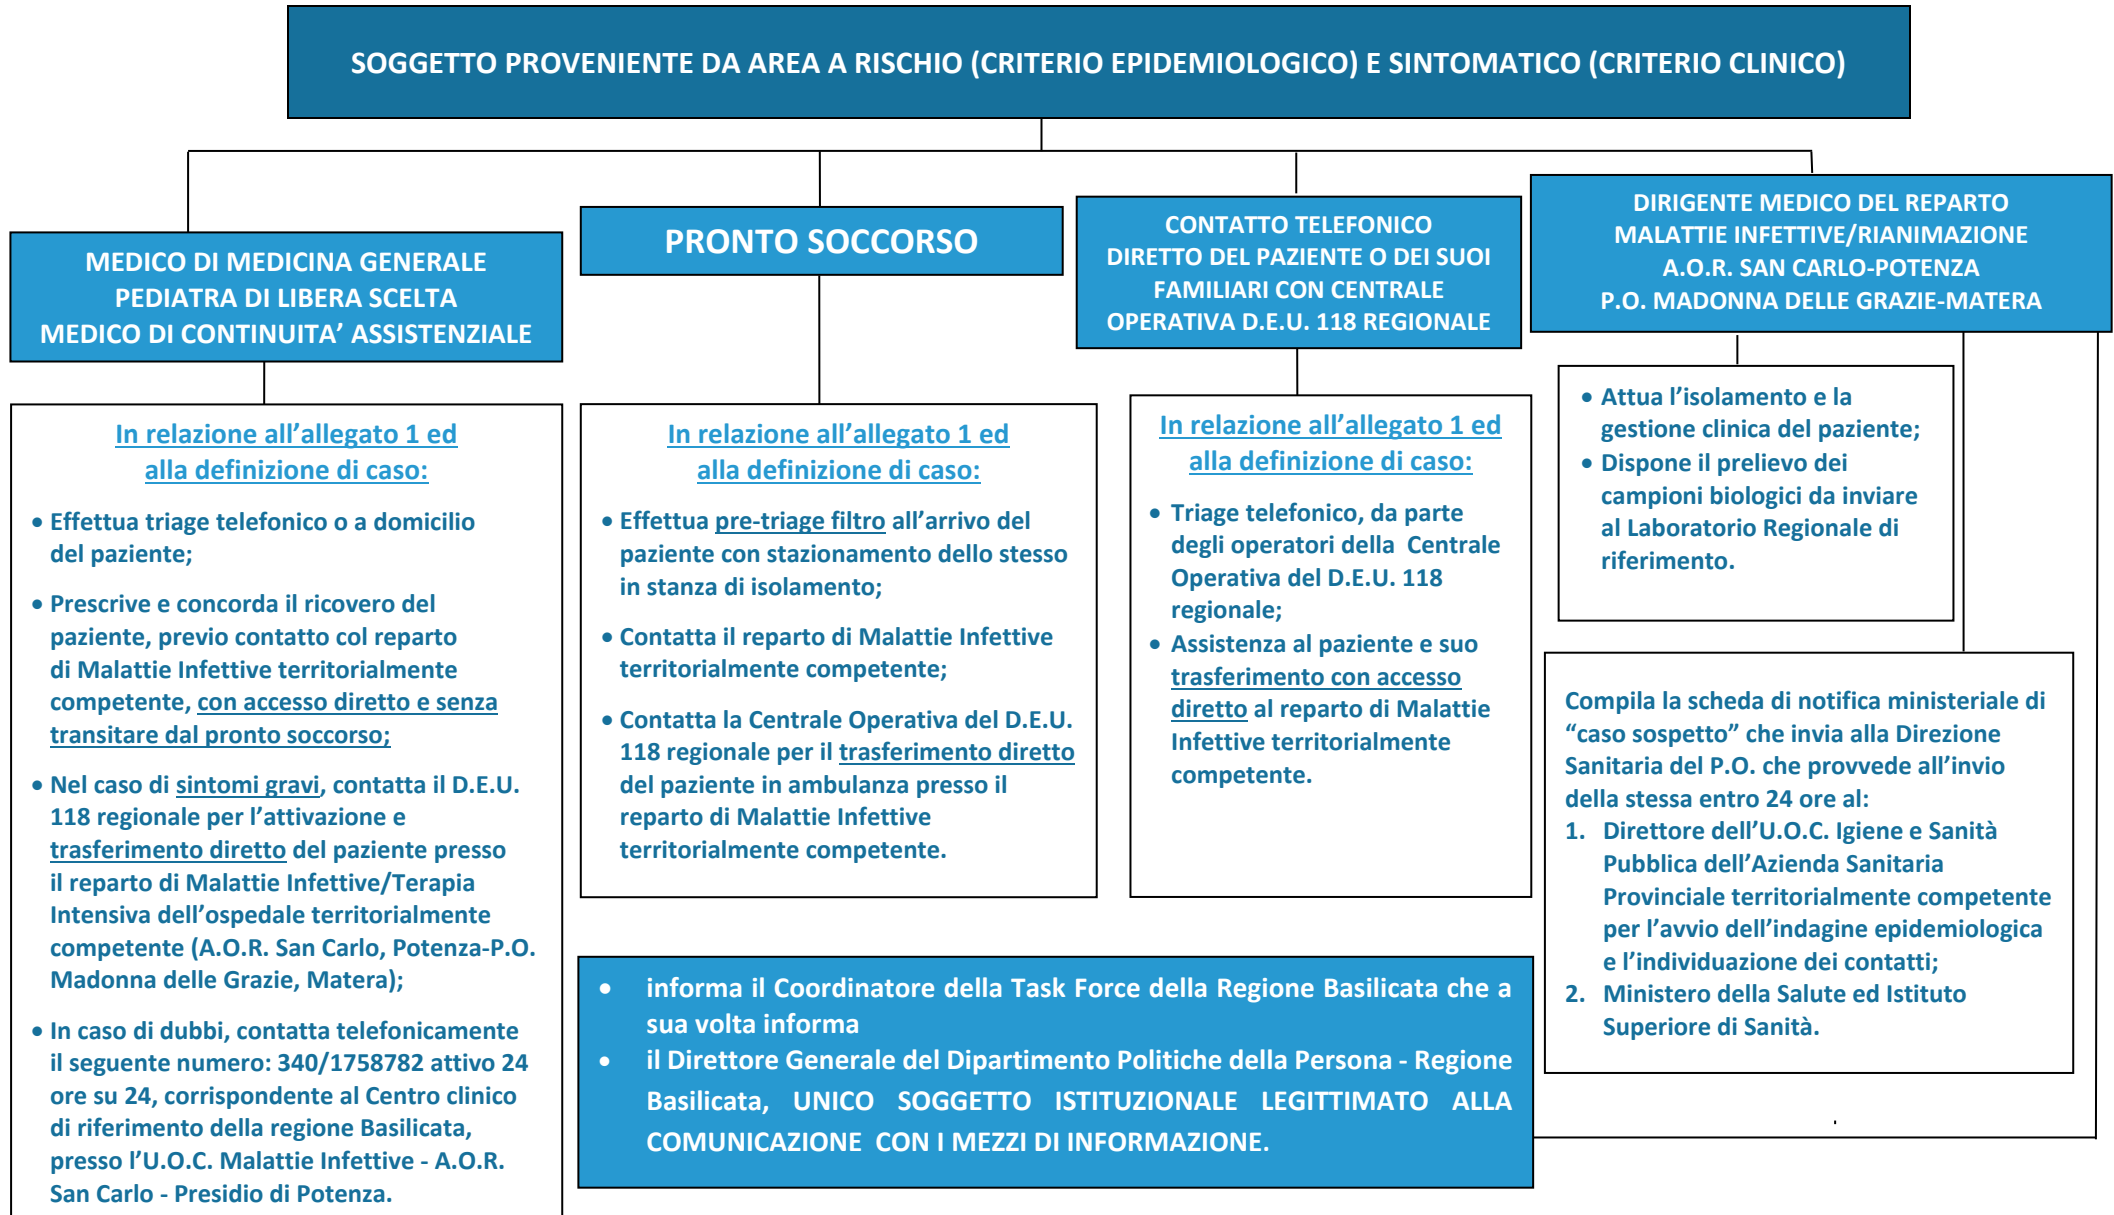 SOGGETTO PROVENIENTE DA AREA A RISCHIO (CRITERIO EPIDEMIOLOGICO) E SINTOMATICO (CRITERIO CLINICO)
MEDICO DI MEDICINA GENERALE
PEDIATRA DI LIBERA SCELTA
MEDICO DI CONTINUITA’ ASSISTENZIALE
In relazione all’allegato 1 ed
alla definizione di caso:
• Effettua triage telefonico o a domicilio
del paziente;
• Prescrive e concorda il ricovero del
paziente, previo contatto col reparto
di Malattie Infettive territorialmente
competente, con accesso diretto e senza
transitare dal pronto soccorso;
• Nel caso di sintomi gravi, contatta il D.E.U.
118 regionale per l’attivazione e
trasferimento diretto del paziente presso
il reparto di Malattie Infettive/Terapia
Intensiva dell’ospedale territorialmente
competente (A.O.R. San Carlo, Potenza-P.O.
Madonna delle Grazie, Matera);
• In caso di dubbi, contatta telefonicamente
il seguente numero: 340/1758782 attivo 24
ore su 24, corrispondente al Centro clinico
di riferimento della regione Basilicata,
presso l’U.O.C. Malattie Infettive - A.O.R.
San Carlo - Presidio di Potenza.
PRONTO SOCCORSO
In relazione all’allegato 1 ed
alla definizione di caso:
• Effettua pre-triage filtro all’arrivo del
paziente con stazionamento dello stesso
in stanza di isolamento;
• Contatta il reparto di Malattie Infettive
territorialmente competente;
• Contatta la Centrale Operativa del D.E.U.
118 regionale per il trasferimento diretto
del paziente in ambulanza presso il
reparto di Malattie Infettive
territorialmente competente.
CONTATTO TELEFONICO
DIRETTO DEL PAZIENTE O DEI SUOI
FAMILIARI CON CENTRALE
OPERATIVA D.E.U. 118 REGIONALE
In relazione all’allegato 1 ed
alla definizione di caso:
• Triage telefonico, da parte
degli operatori della Centrale
Operativa del D.E.U. 118
regionale;
• Assistenza al paziente e suo
trasferimento con accesso
diretto al reparto di Malattie
Infettive territorialmente
competente.
DIRIGENTE MEDICO DEL REPARTO
MALATTIE INFETTIVE/RIANIMAZIONE
A.O.R. SAN CARLO-POTENZA
P.O. MADONNA DELLE GRAZIE-MATERA
• Attua l’isolamento e la
gestione clinica del paziente;
• Dispone il prelievo dei
campioni biologici da inviare
al Laboratorio Regionale di
riferimento.
Compila la scheda di notifica ministeriale di
“caso sospetto” che invia alla Direzione
Sanitaria del P.O. che provvede all’invio
della stessa entro 24 ore al:
1. Direttore dell’U.O.C. Igiene e Sanità
Pubblica dell’Azienda Sanitaria
Provinciale territorialmente competente
per l’avvio dell’indagine epidemiologica
e l’individuazione dei contatti;
2. Ministero della Salute ed Istituto
Superiore di Sanità.
• informa il Coordinatore della Task Force della Regione Basilicata che a
sua volta informa
• il Direttore Generale del Dipartimento Politiche della Persona - Regione
Basilicata, UNICO SOGGETTO ISTITUZIONALE LEGITTIMATO ALLA
COMUNICAZIONE CON I MEZZI DI INFORMAZIONE.